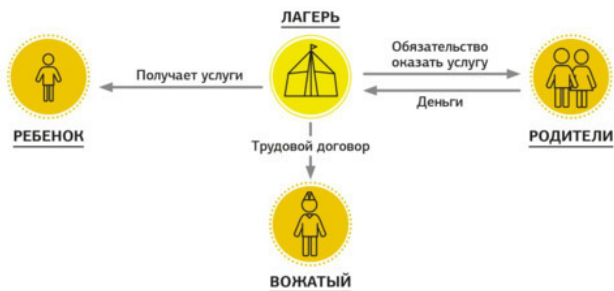 ЛАГЕРЬ
Обязательство
оказать услугу
Получает услуги
Деньги
РЕБЕНОК
РОДИТЕЛИ
Трудовой договор
ВОЖАТЫЙ